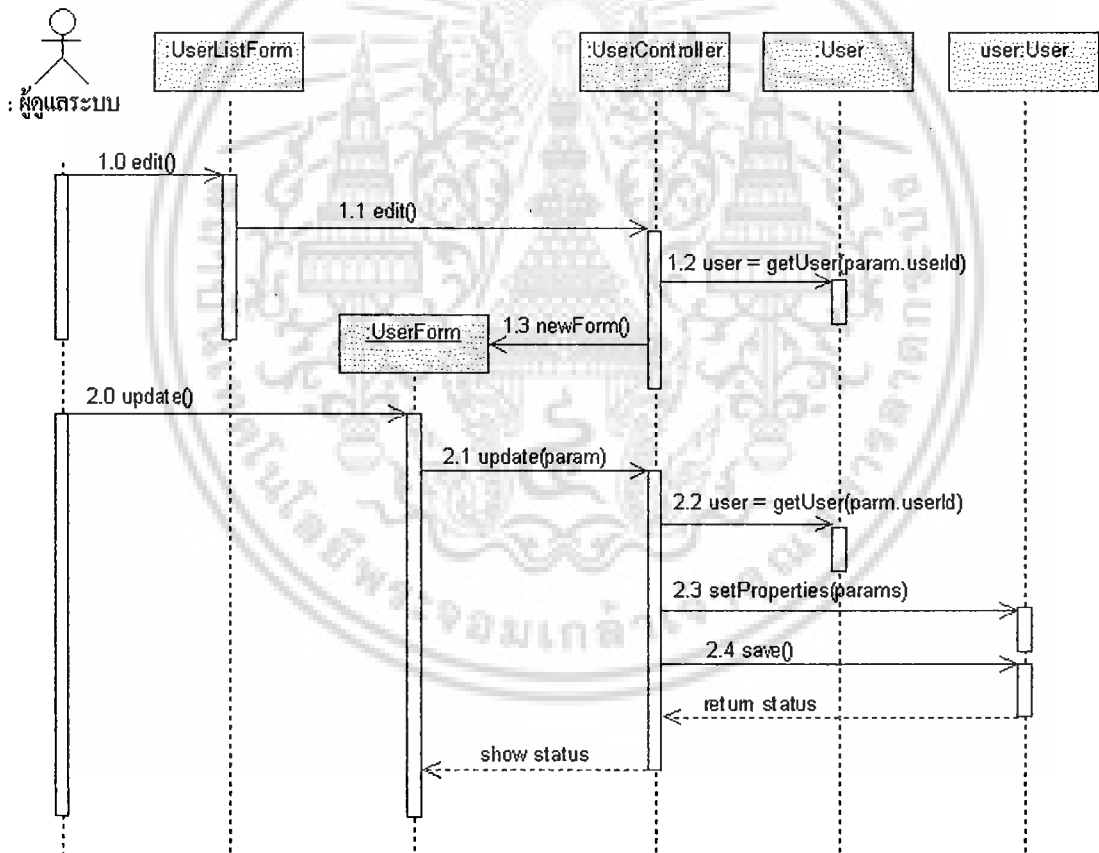 :UserListForm
:UserController
:User
user:User
: ผู้ดูแลระบบ
1.0 edit()
1.1 edit()
1.2 user = getUser(param.userId)
:UserForm
1.3 newForm()
2.0 update()
2.1 update(param)
2.2 user = getUser(parm.userId)
2.3 setProperties(params)
2.4 save()
return status
show status